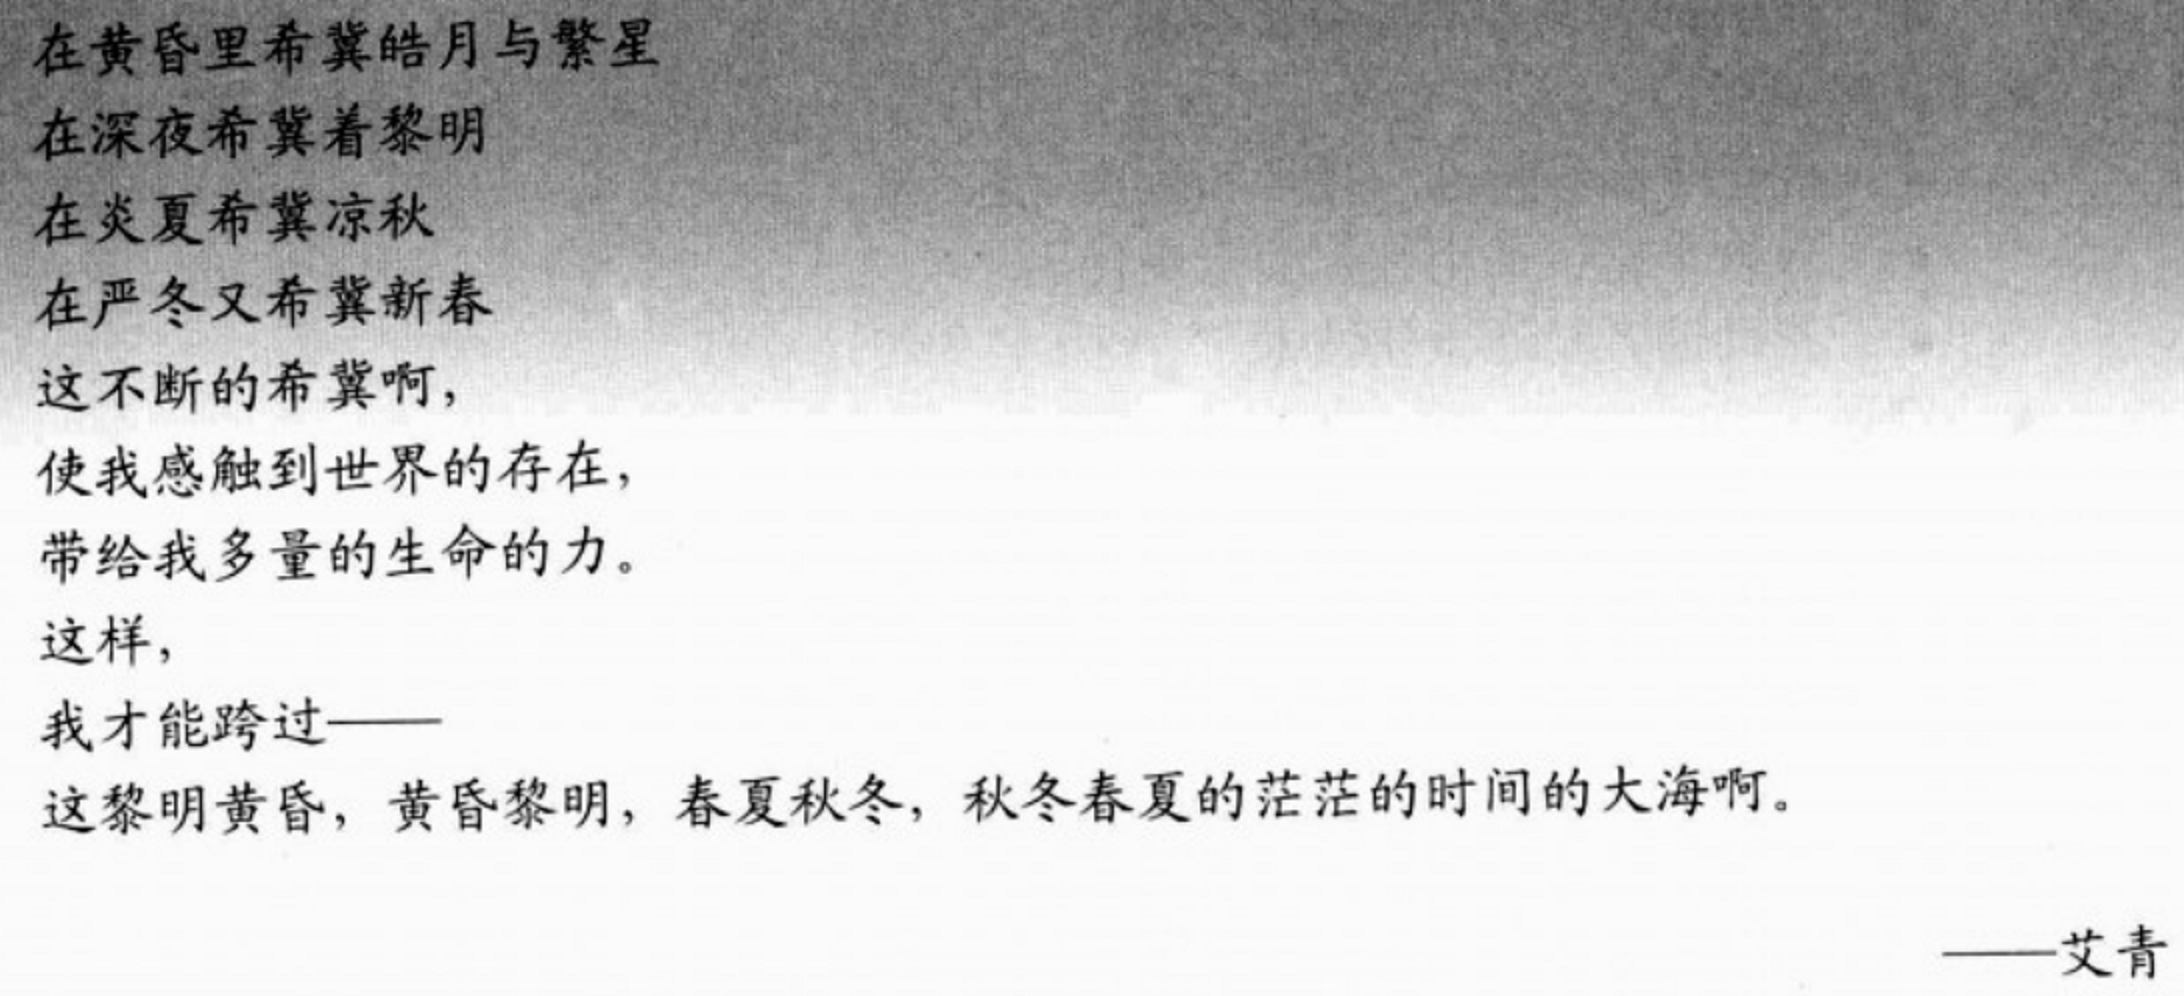 在黄昏里希冀皓月与繁星
在深夜希冀着黎明
在炎夏希冀凉秋
在严冬又希冀新春
这不断的希冀啊，
使我感触到世界的存在，
带给我多量的生命的力。
这样，
我才能跨过——
这黎明黄昏，黄昏黎明，春夏秋冬，秋冬春夏的茫茫的时间的大海啊。
——艾青